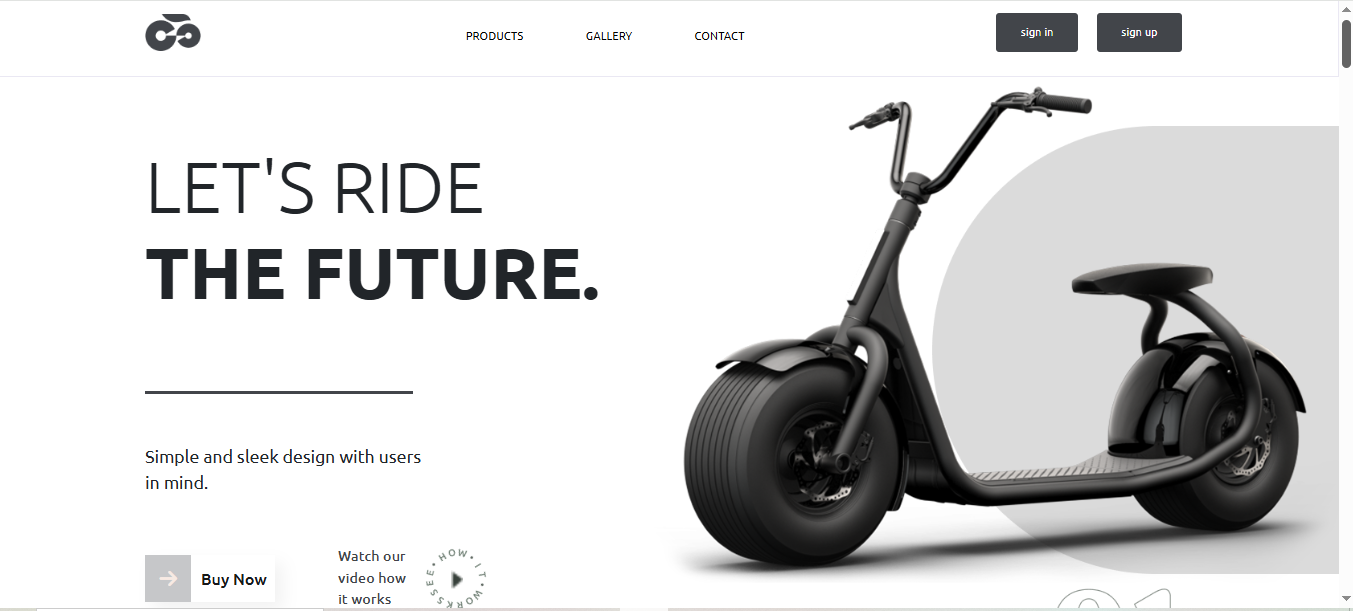 PRODUCTS
GALLERY
CONTACT
sign in
sign up
LET'S RIDE
THE FUTURE.
Simple and sleek design with users
in mind.
Buy Now
Watch our
video how
it works
SEE • HOW • IT • WORKS